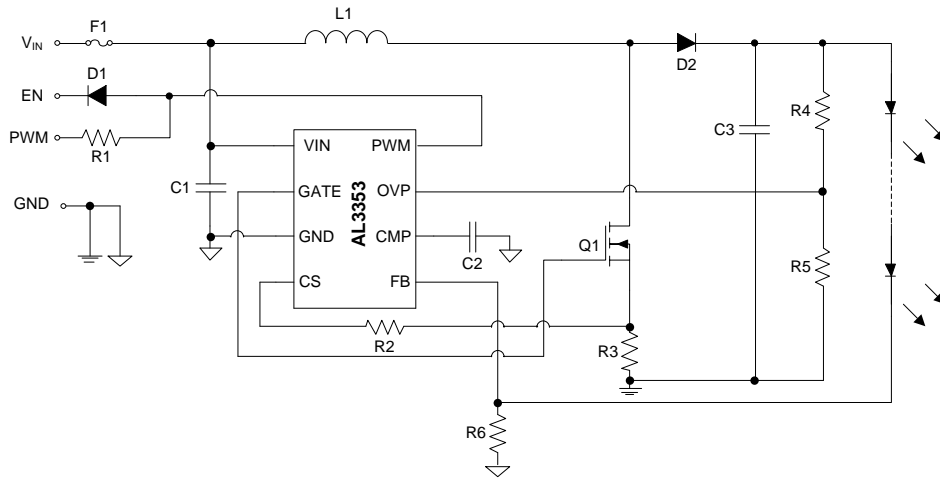 F1
L1
VIN
D1
D2
EN
PWM
R1
R4
C3
VIN
PWM
C1
GATE
OVP
GND
AL3353
GND
CMP
Q1
C2
R5
CS
FB
R2
R3
R6